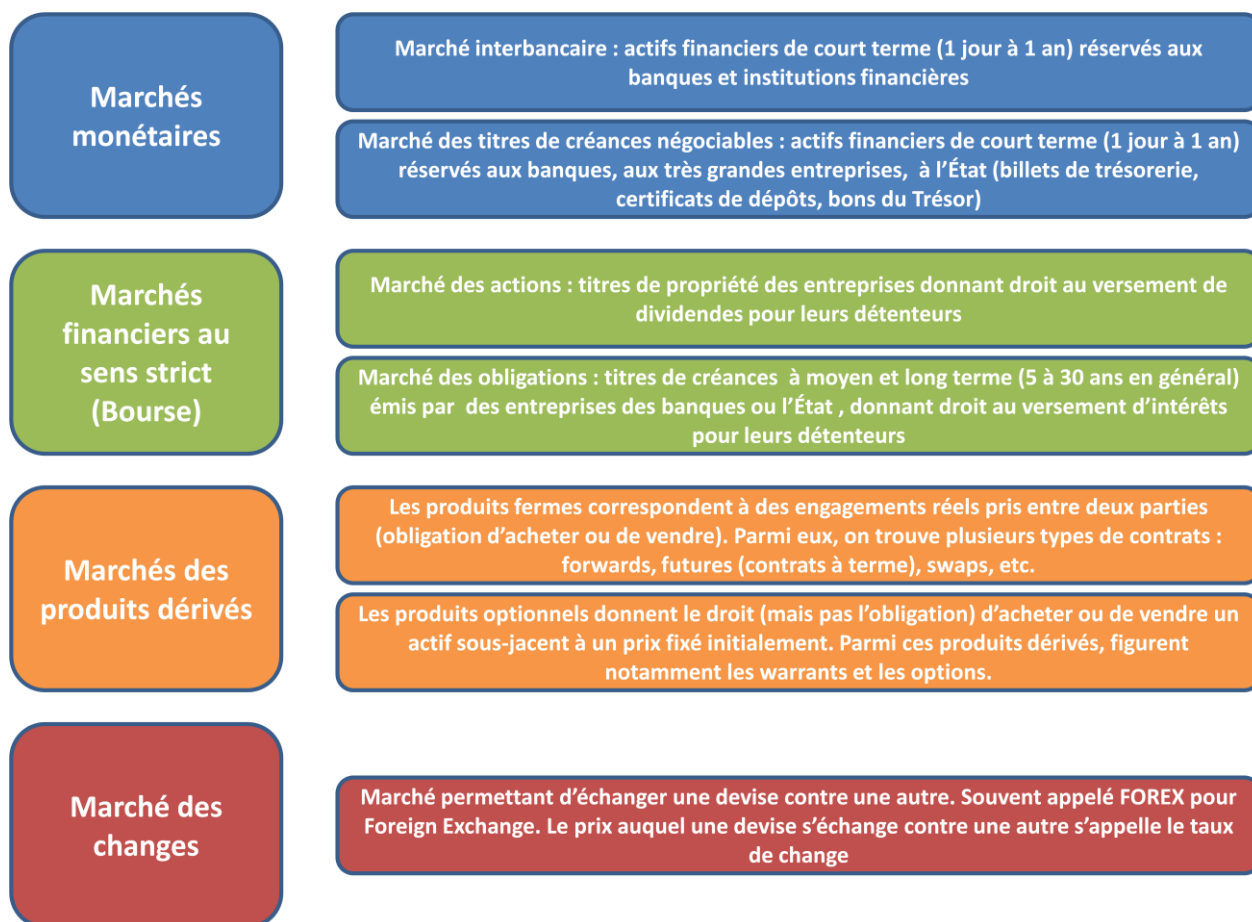 Marchés
monétaires
Marché interbancaire : actifs financiers de court terme (1 jour à 1 an) réservés aux
banques et institutions financières
Marché des titres de créances négociables : actifs financiers de court terme (1 jour à 1 an)
réservés aux banques, aux très grandes entreprises, à l’État (billets de trésorerie,
certificats de dépôts, bons du Trésor)
Marchés
financiers au
sens strict
(Bourse)
Marché des actions : titres de propriété des entreprises donnant droit au versement de
dividendes pour leurs détenteurs
Marché des obligations : titres de créances à moyen et long terme (5 à 30 ans en général)
émis par des entreprises des banques ou l’État , donnant droit au versement d’intérêts
pour leurs détenteurs
Marchés des
produits dérivés
Les produits fermes correspondent à des engagements réels pris entre deux parties
(obligation d’acheter ou de vendre). Parmi eux, on trouve plusieurs types de contrats :
forwards, futures (contrats à terme), swaps, etc.
Les produits optionnels donnent le droit (mais pas l’obligation) d’acheter ou de vendre un
actif sous-jacent à un prix fixé initialement. Parmi ces produits dérivés, figurent
notamment les warrants et les options.
Marché des
changes
Marché permettant d’échanger une devise contre une autre. Souvent appelé FOREX pour
Foreign Exchange. Le prix auquel une devise s’échange contre une autre s’appelle le taux
de change